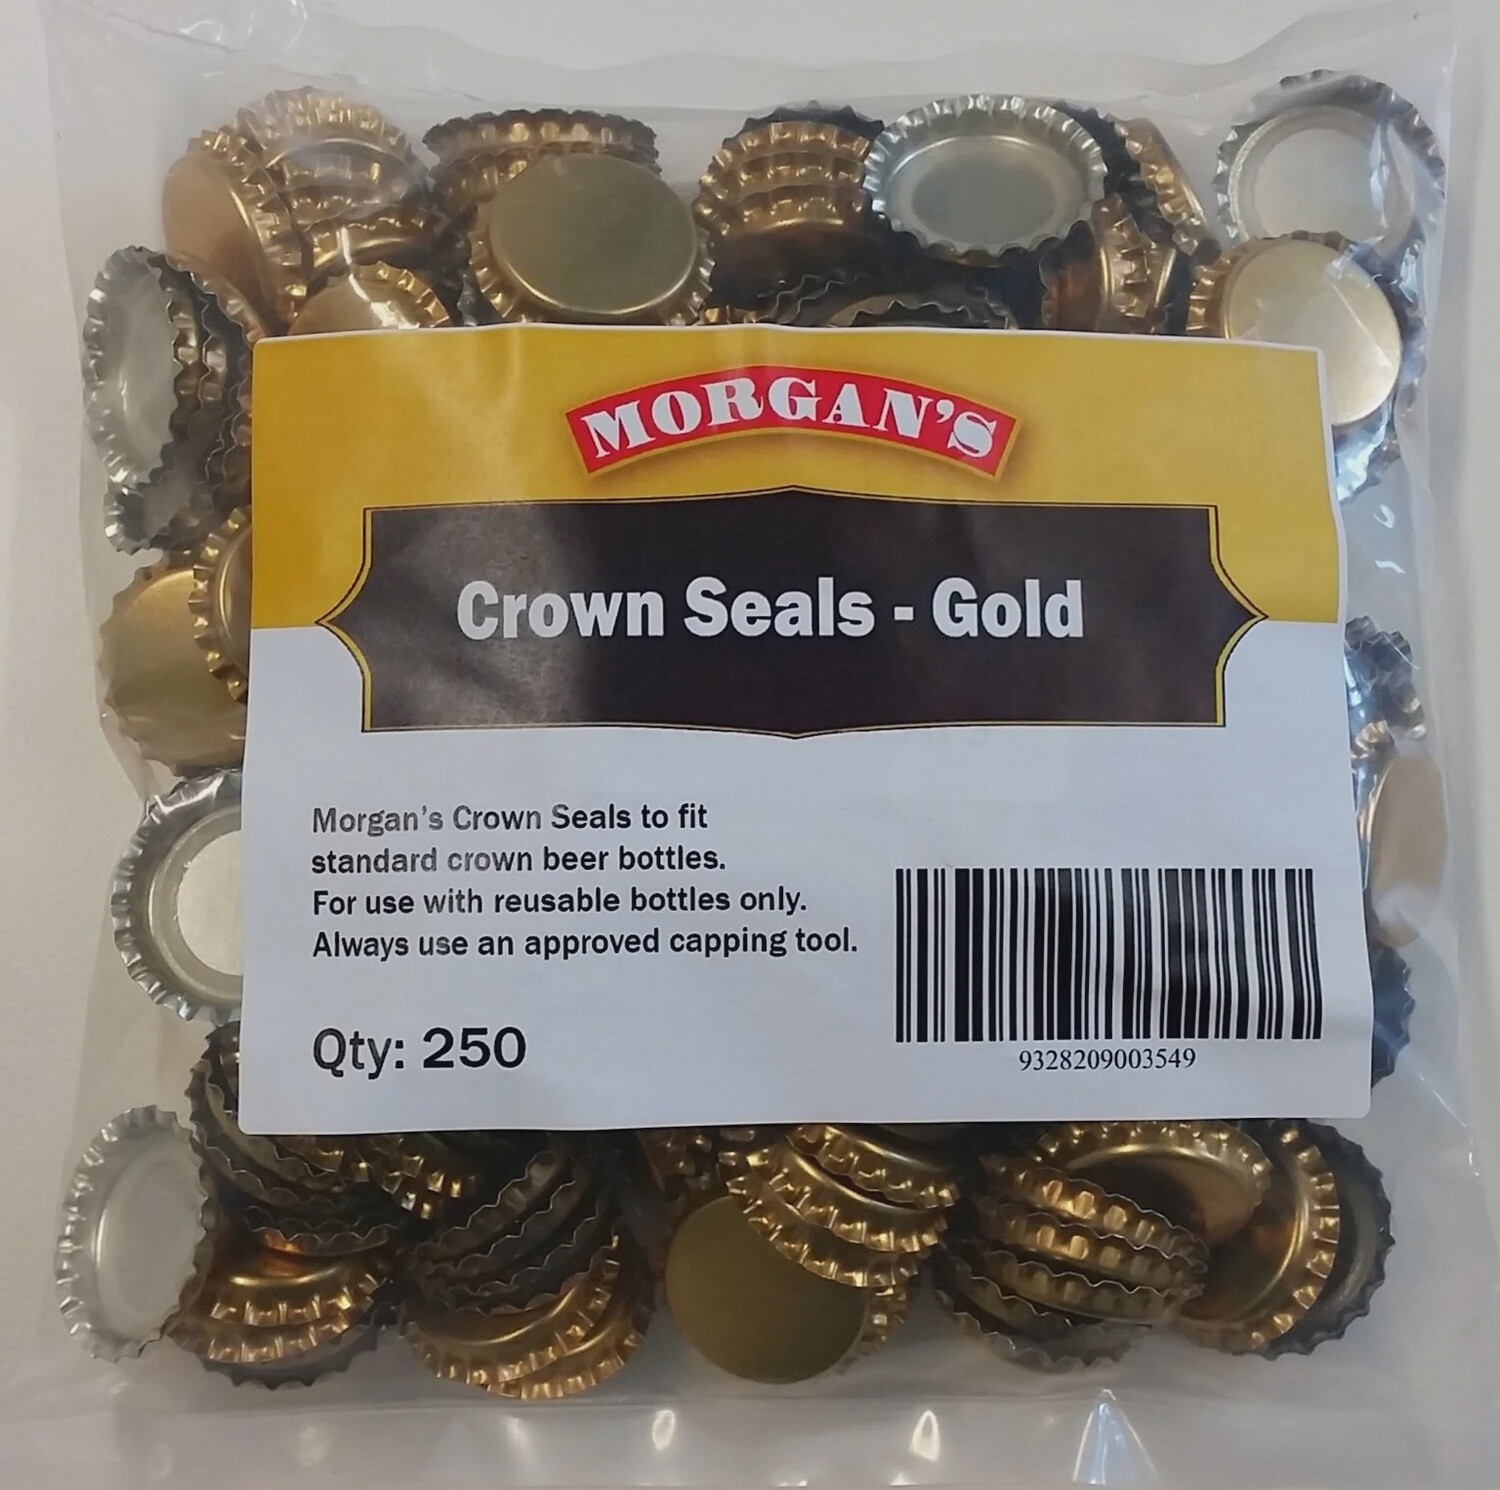 MORGAN'S
Crown Seals - Gold
Morgan's Crown Seals to fit
standard crown beer bottles.
For use with reusable bottles only.
Always use an approved capping tool.
Qty: 250
9328209003549